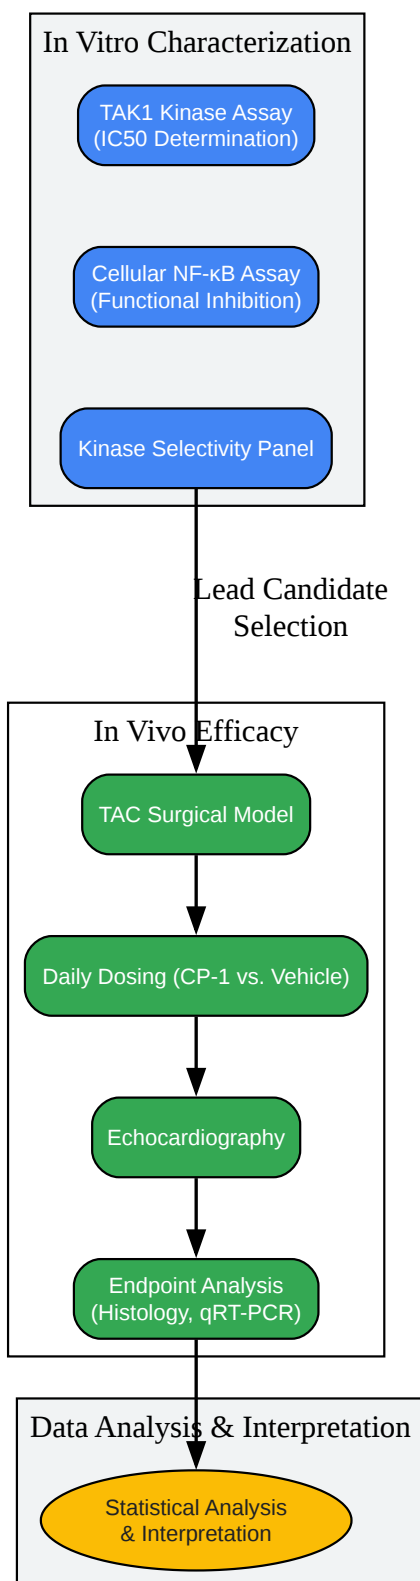 In Vitro Characterization
TAK1 Kinase Assay
(IC50 Determination)
Cellular NF-κB Assay
(Functional Inhibition)
Kinase Selectivity Panel
Lead Candidate
Selection
In Vivo Efficacy
TAC Surgical Model
Daily Dosing (CP-1 vs. Vehicle)
Echocardiography
Endpoint Analysis
(Histology, qRT-PCR)
Data Analysis & Interpretation
Statistical Analysis
& Interpretation